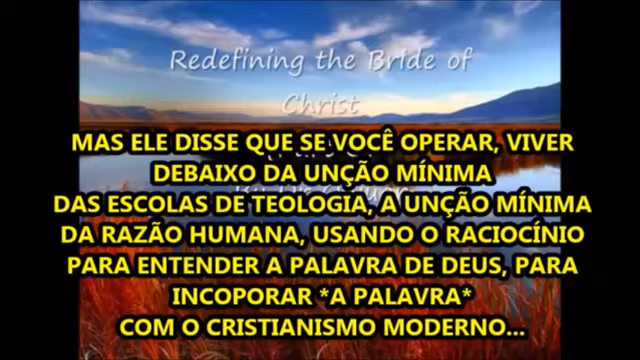 Redefining the Bride of
Christ
MAS ELE DISSE QUE SE VOCÊ OPERAR, VIVER
DEBAIXO DA UNÇÃO MÍNIMA
DAS ESCOLAS DE TEOLOGIA, A UNÇÃO MÍNIMA
DA RAZÃO HUMANA, USANDO O RACIOCÍNIO
PARA ENTENDER A PALAVRA DE DEUS, PARA
INCOPORAR *A PALAVRA*
COM O CRISTIANISMO MODERNO...